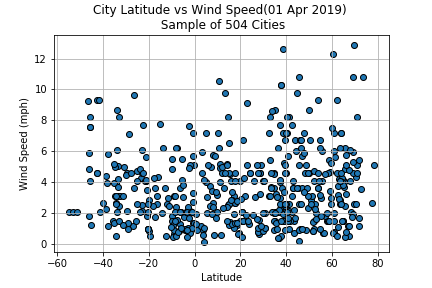 City Latitude vs Wind Speed(01 Apr 2019)
Sample of 504 Cities
Wind Speed (mph)
12
10
8
6
4
2
0
−60 −40 −20 0 20 40 60 80
Latitude